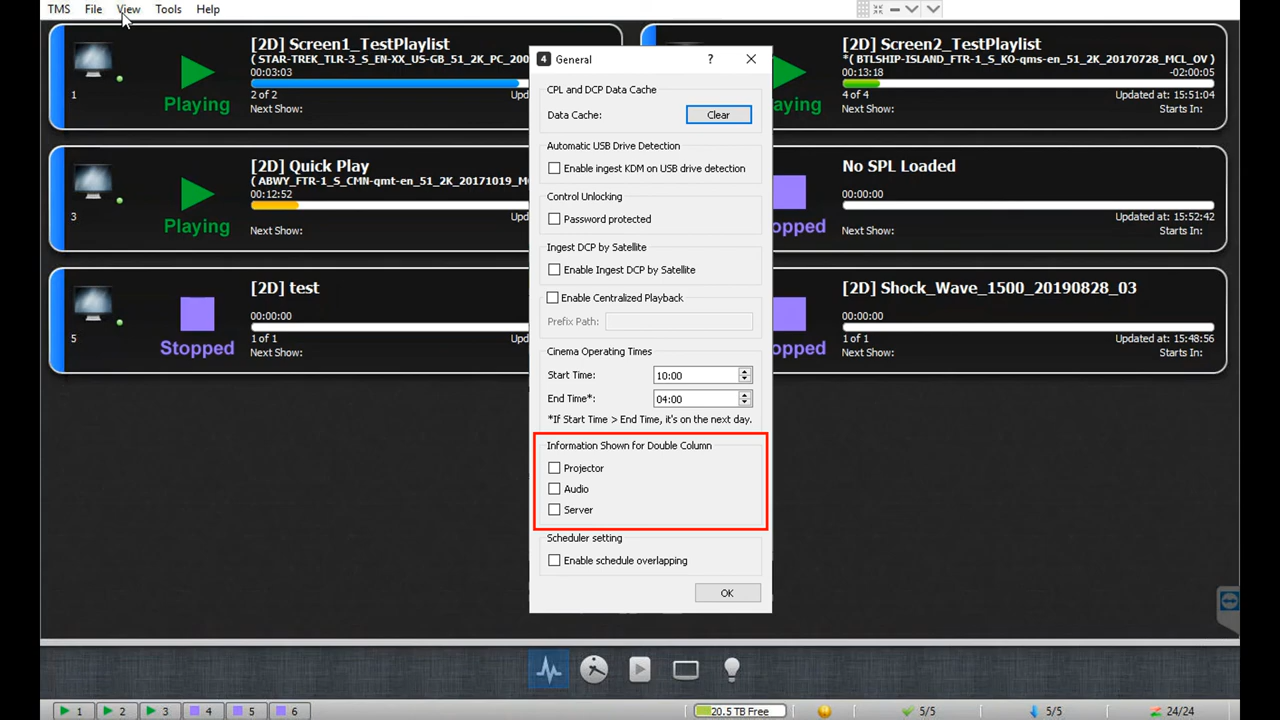 TMS File View Tools Help
[2D] Screen1_TestPlaylist
( STAR-TREK_TLR-3_S_EN-XX_US-GB_51_2K_PC_200
00:03:03
Playing
1
2 of 2
Next Show:
[2D] Screen2_TestPlaylist
*( BTLSHIP-ISLAND_FTR-1_S_KO-qms-en_51_2K_20170728_MCL_OV )
00:13:18
-02:00:05
4 of 4
Updated at: 15:51:04
Next Show:
Starts In:
[2D] Quick Play
( ABWY_FTR-1_S_CMN-qmt-en_51_2K_20171019_M
00:12:52
Playing
3
Next Show:
No SPL Loaded
00:00:00
Updated at: 15:52:42
Next Show:
Starts In:
[2D] test
00:00:00
Stopped
5
1 of 1
Next Show:
[2D] Shock_Wave_1500_20190828_03
00:00:00
1 of 1
Updated at: 15:48:56
Next Show:
Starts In:
4 General ?
CPL and DCP Data Cache
Data Cache: Clear
Automatic USB Drive Detection
Enable ingest KDM on USB drive detection
Control Unlocking
Password protected
Ingest DCP by Satellite
Enable Ingest DCP by Satellite
Enable Centralized Playback
Prefix Path:
Cinema Operating Times
Start Time: 10:00
End Time*: 04:00
*If Start Time > End Time, it's on the next day.
Information Shown for Double Column
Projector
Audio
Server
Scheduler setting
Enable schedule overlapping
OK
1 2 3 4 5 6 20.5 TB Free 5/5 5/5 24/24